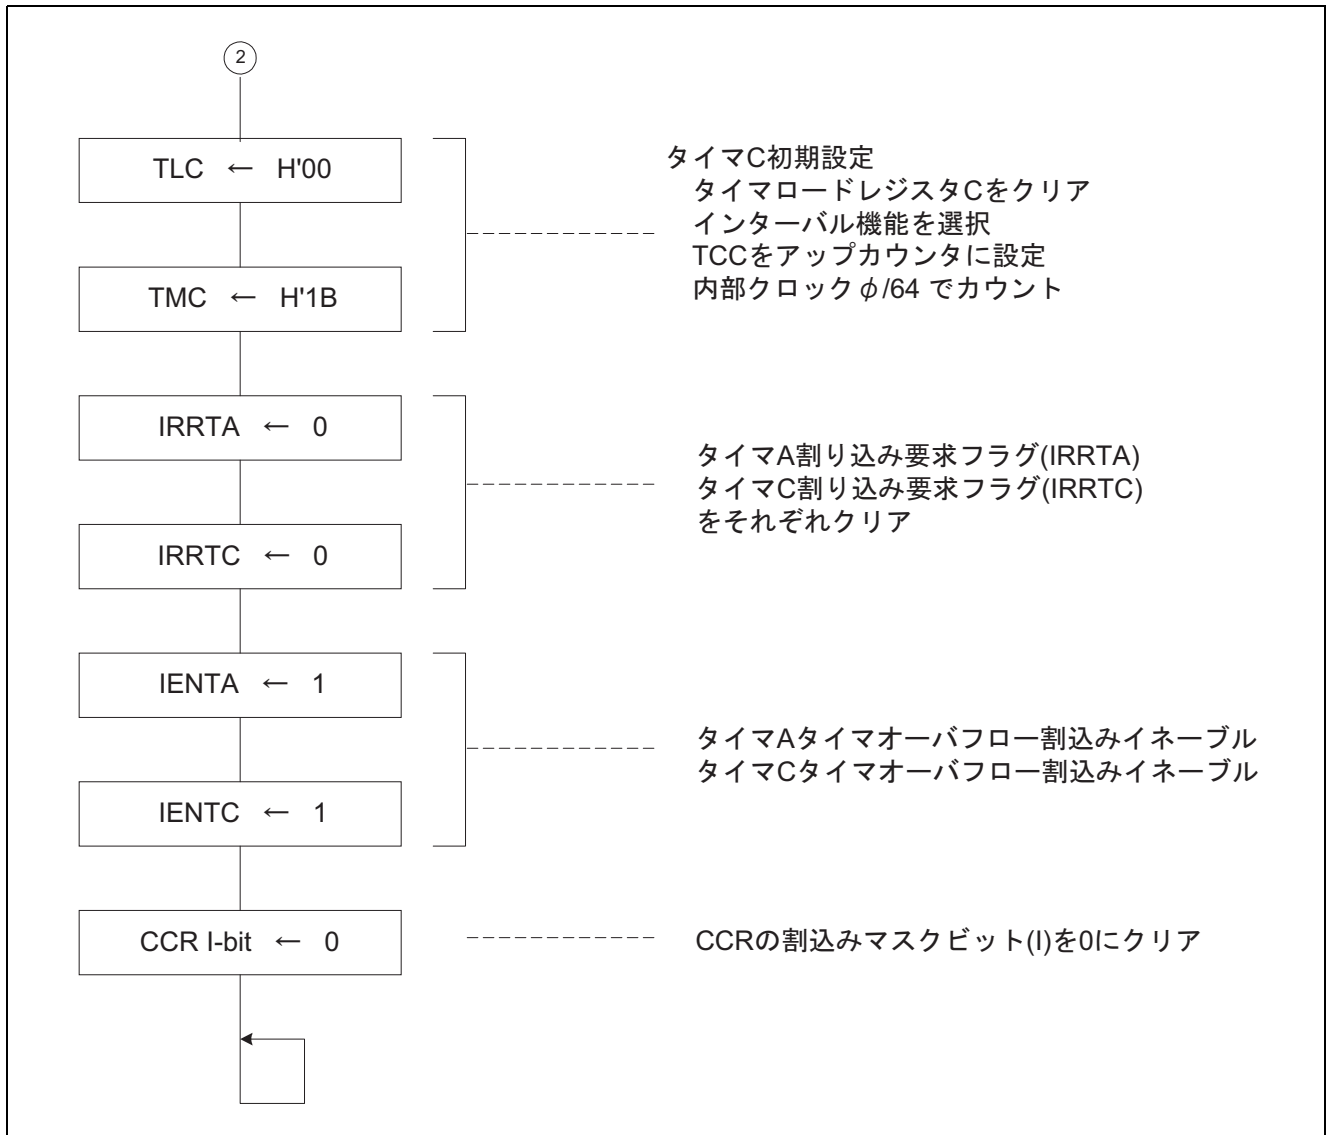 2
TLC ← H'00
TMC ← H'1B
タイマC初期設定
タイマロードレジスタCをクリア
インターバル機能を選択
TCCをアップカウンタに設定
内部クロックφ/64 でカウント
IRRTA ← 0
IRRTC ← 0
タイマA割り込み要求フラグ(IRRTA)
タイマC割り込み要求フラグ(IRRTC)
をそれぞれクリア
IENTA ← 1
IENTC ← 1
タイマAタイマオーバフロー割込みイネーブル
タイマCタイマオーバフロー割込みイネーブル
CCR I-bit ← 0
CCRの割込みマスクビット(I)を0にクリア